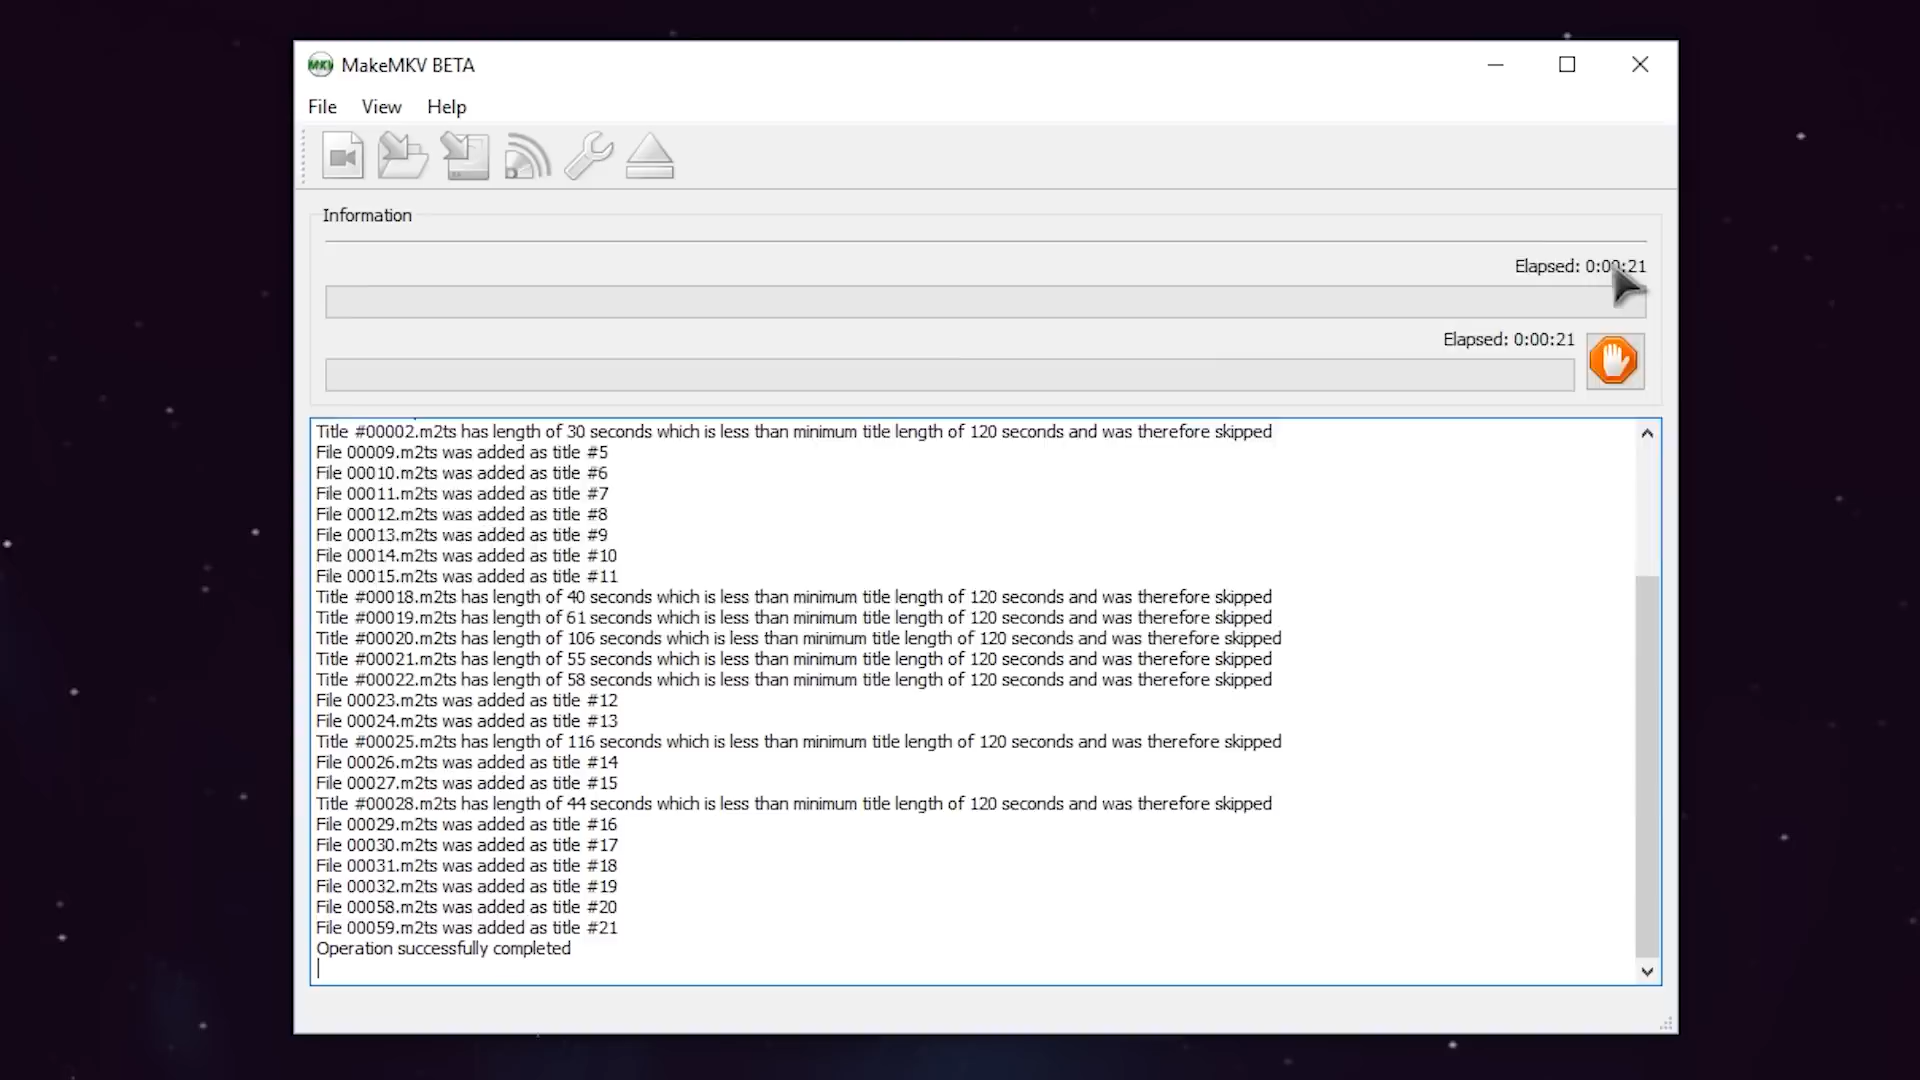 MKV MakeMKV BETA
File View Help
Information
Elapsed: 0:00:21
Elapsed: 0:00:21
Title #00002.m2ts has length of 30 seconds which is less than minimum title length of 120 seconds and was therefore skipped
File 00009.m2ts was added as title #5
File 00010.m2ts was added as title #6
File 00011.m2ts was added as title #7
File 00012.m2ts was added as title #8
File 00013.m2ts was added as title #9
File 00014.m2ts was added as title #10
File 00015.m2ts was added as title #11
Title #00018.m2ts has length of 40 seconds which is less than minimum title length of 120 seconds and was therefore skipped
Title #00019.m2ts has length of 61 seconds which is less than minimum title length of 120 seconds and was therefore skipped
Title #00020.m2ts has length of 106 seconds which is less than minimum title length of 120 seconds and was therefore skipped
Title #00021.m2ts has length of 55 seconds which is less than minimum title length of 120 seconds and was therefore skipped
Title #00022.m2ts has length of 58 seconds which is less than minimum title length of 120 seconds and was therefore skipped
File 00023.m2ts was added as title #12
File 00024.m2ts was added as title #13
Title #00025.m2ts has length of 116 seconds which is less than minimum title length of 120 seconds and was therefore skipped
File 00026.m2ts was added as title #14
File 00027.m2ts was added as title #15
Title #00028.m2ts has length of 44 seconds which is less than minimum title length of 120 seconds and was therefore skipped
File 00029.m2ts was added as title #16
File 00030.m2ts was added as title #17
File 00031.m2ts was added as title #18
File 00032.m2ts was added as title #19
File 00058.m2ts was added as title #20
File 00059.m2ts was added as title #21
Operation successfully completed